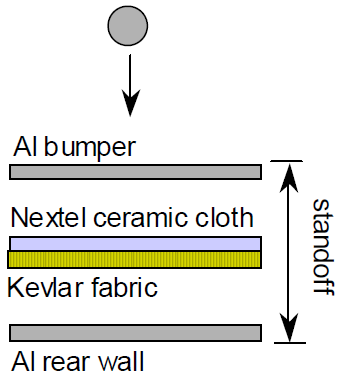 Al bumper
Nextel ceramic cloth
Kevlar fabric
standoff
Al rear wall